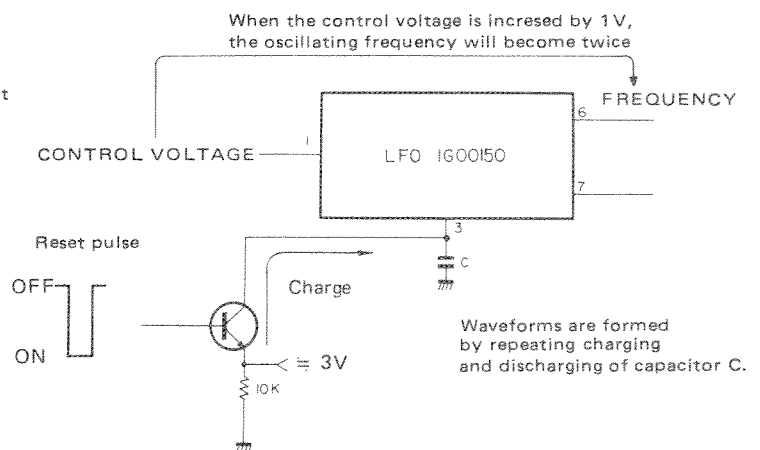 When the control voltage is incresed by 1V,
the oscillating frequency will become twice
t
FREQUENCY
6
CONTROL VOLTAGE
1
LFO IG00150
7
3
Reset pulse
C
OFF
Charge
Waveforms are formed
by repeating charging
and discharging of capacitor C.
ON
≒ 3V
10K